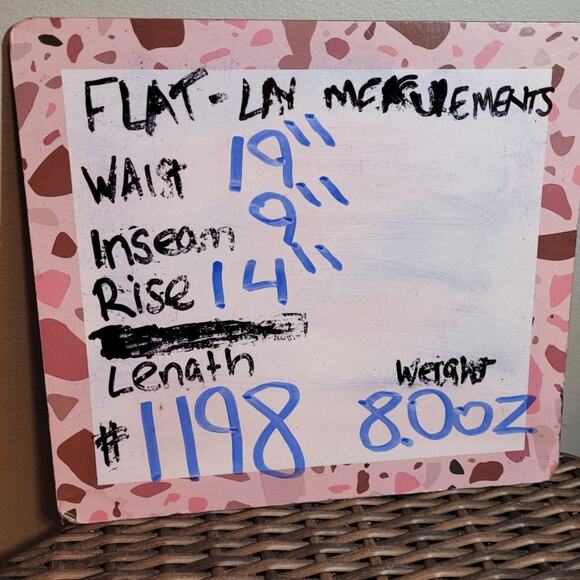 FLAT-LAY MEASUREMENTS
WAIST 19"
Inseam 9"
Rise 14"
Length
Weight
#1198 8.0oz